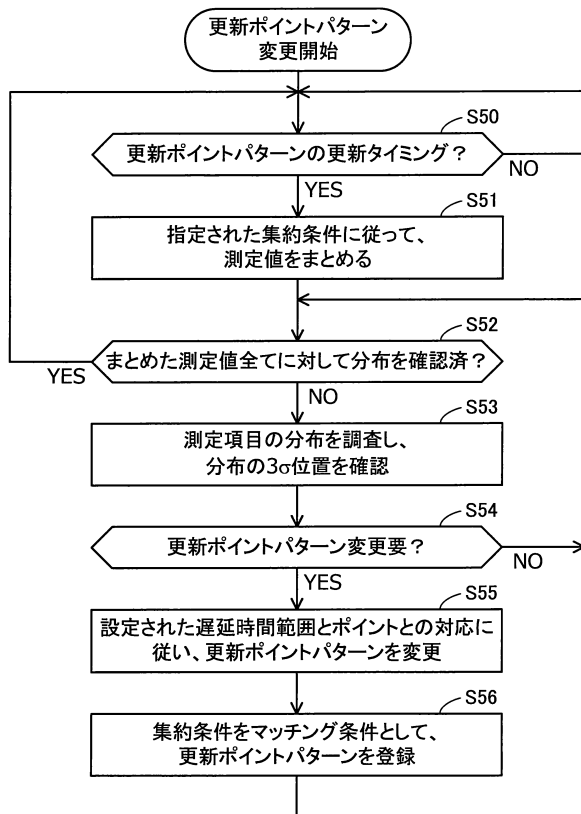 更新ポイントパターン
変更開始
S50
更新ポイントパターンの更新タイミング？
NO
YES
S51
指定された集約条件に従って、
測定値をまとめる
S52
まとめた測定値全てに対して分布を確認済？
YES
NO
S53
測定項目の分布を調査し、
分布の3σ位置を確認
S54
更新ポイントパターン変更要？
NO
YES
S55
設定された遅延時間範囲とポイントとの対応に
従い、更新ポイントパターンを変更
S56
集約条件をマッチング条件として、
更新ポイントパターンを登録